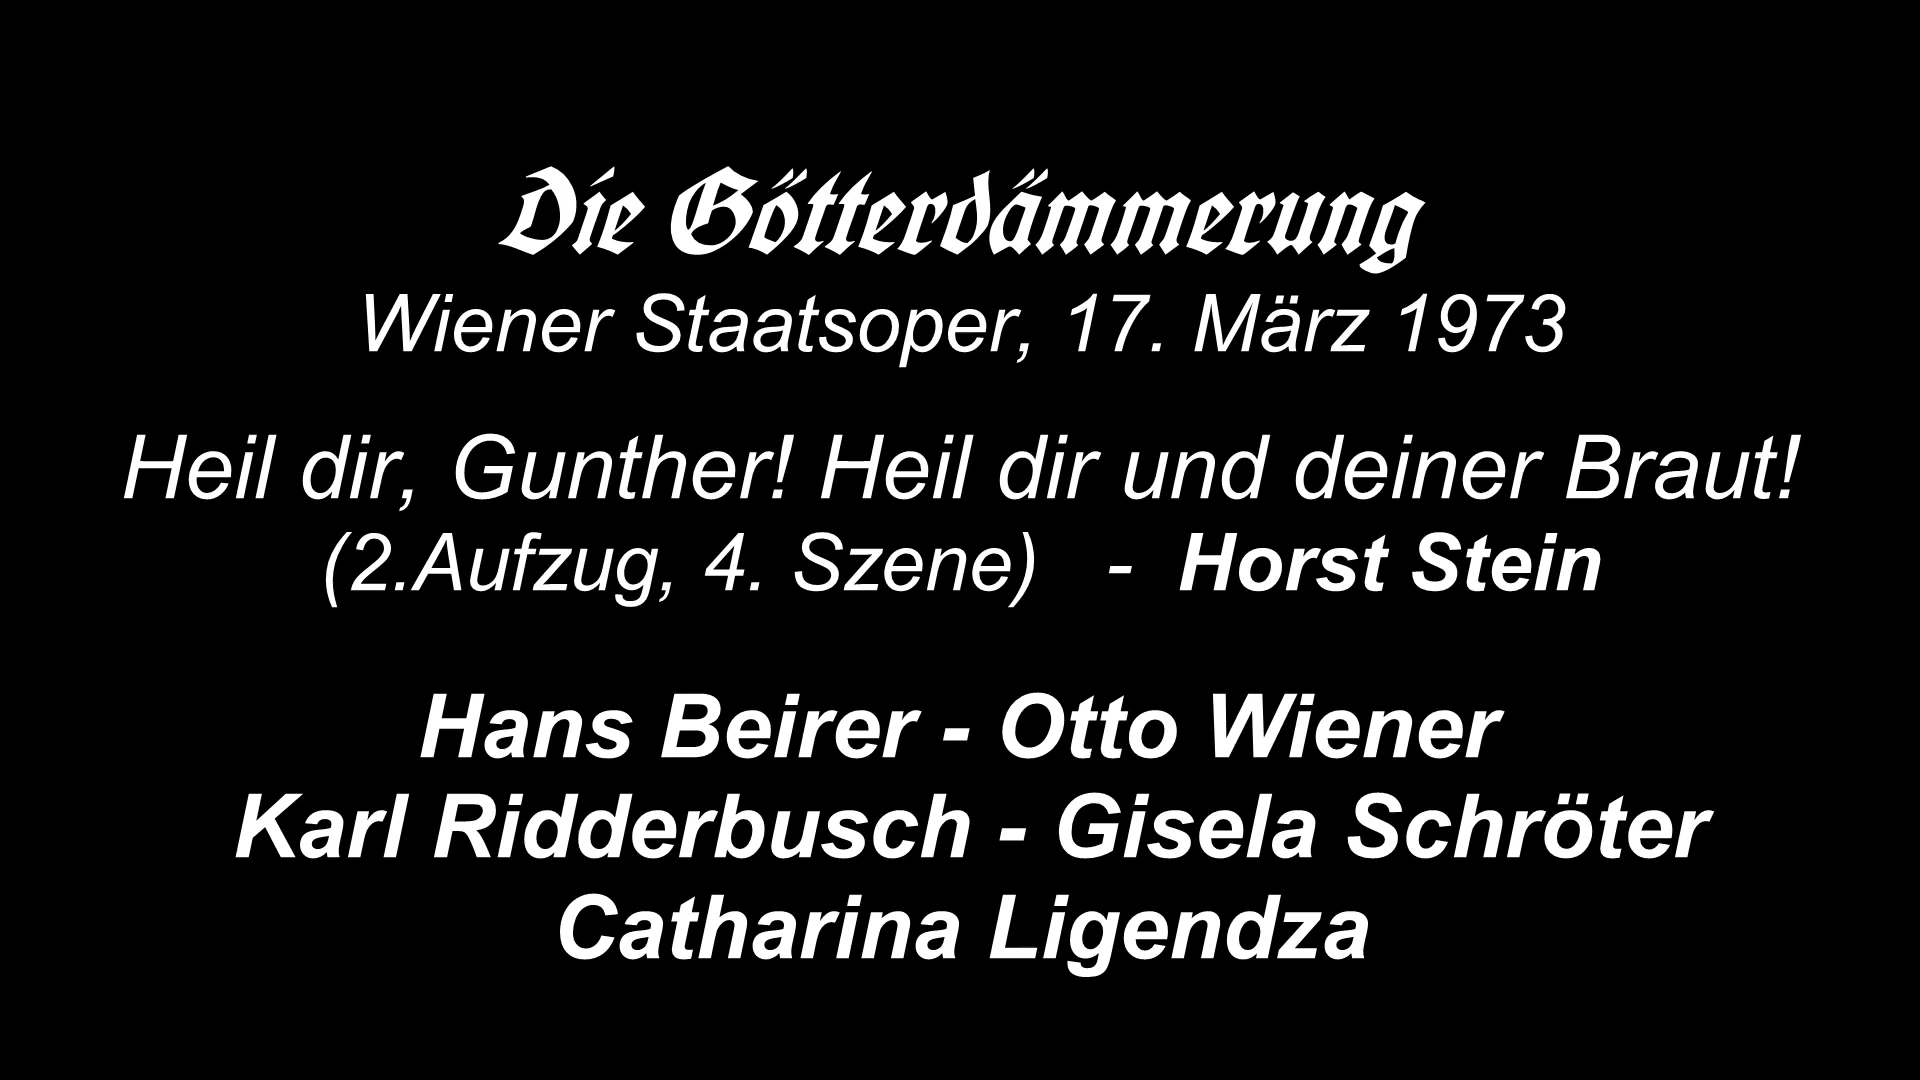 Die Götterdämmerung
Wiener Staatsoper, 17. März 1973
Heil dir, Gunther! Heil dir und deiner Braut!
(2.Aufzug, 4. Szene) - Horst Stein
Hans Beirer - Otto Wiener
Karl Ridderbusch - Gisela Schröter
Catharina Ligendza